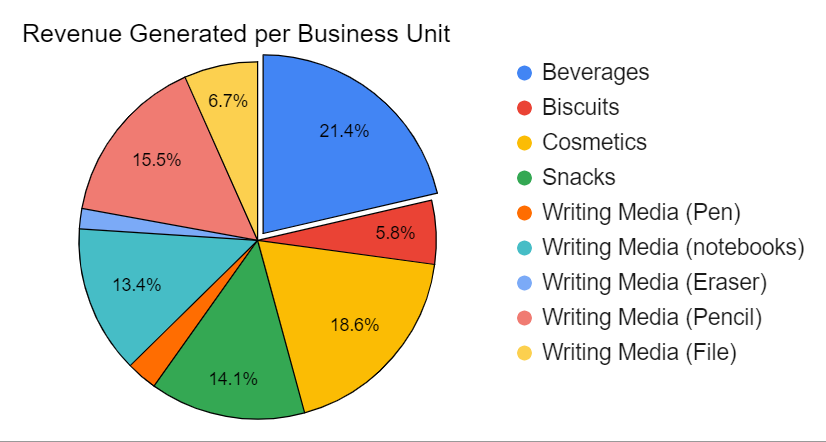 Revenue Generated per Business Unit
6.7%
21.4%
15.5%
5.8%
13.4%
18.6%
14.1%
Beverages
Biscuits
Cosmetics
Snacks
Writing Media (Pen)
Writing Media (notebooks)
Writing Media (Eraser)
Writing Media (Pencil)
Writing Media (File)